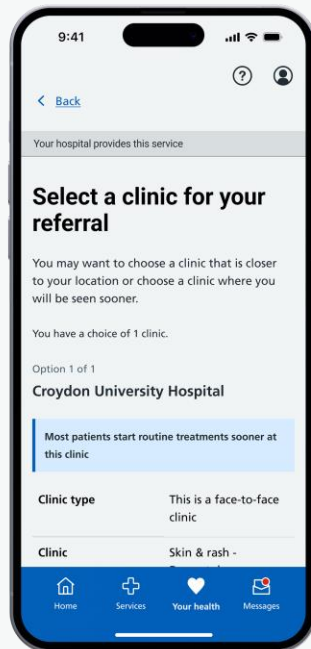 9:41
Back
Your hospital provides this service
Select a clinic for your
referral
You may want to choose a clinic that is closer
to your location or choose a clinic where you
will be seen sooner.
You have a choice of 1 clinic.
Option 1 of 1
Croydon University Hospital
Most patients start routine treatments sooner at
this clinic
Clinic type This is a face-to-face
clinic
Clinic Skin & rash -
Home Services Your health Messages